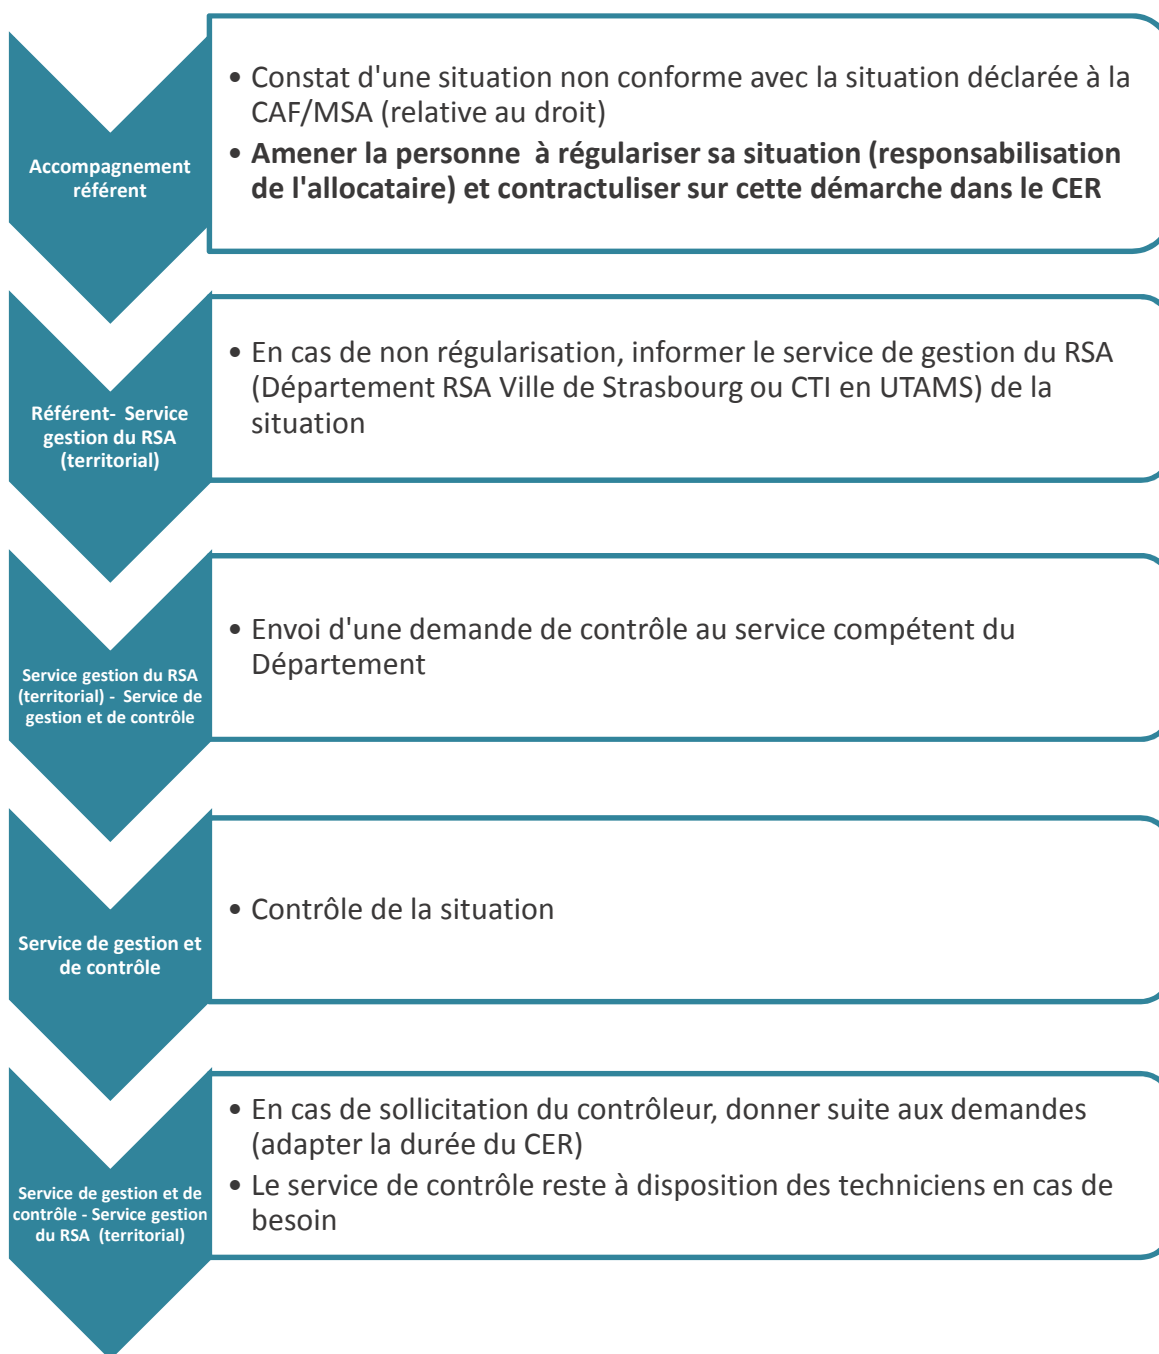 Accompagnement
référent
• Constat d'une situation non conforme avec la situation déclarée à la
CAF/MSA (relative au droit)
• Amener la personne à régulariser sa situation (responsabilisation
de l'allocataire) et contractuliser sur cette démarche dans le CER
Référent- Service
gestion du RSA
(territorial)
• En cas de non régularisation, informer le service de gestion du RSA
(Département RSA Ville de Strasbourg ou CTI en UTAMS) de la
situation
Service gestion du RSA
(territorial) - Service de
gestion et de contrôle
• Envoi d'une demande de contrôle au service compétent du
Département
Service de gestion et
de contrôle
• Contrôle de la situation
Service de gestion et de
contrôle - Service gestion
du RSA (territorial)
• En cas de sollicitation du contrôleur, donner suite aux demandes
(adapter la durée du CER)
• Le service de contrôle reste à disposition des techniciens en cas de
besoin